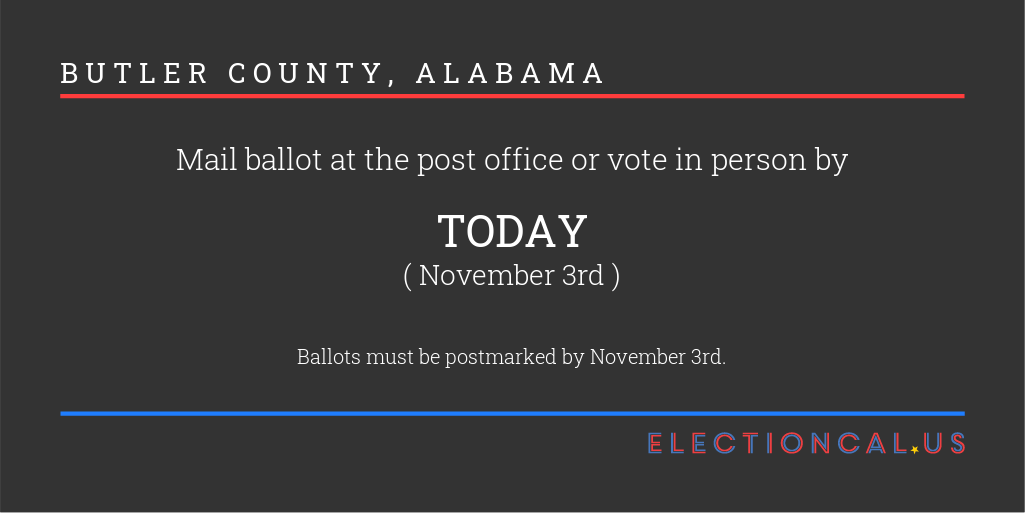 BUTLER COUNTY, ALABAMA
Mail ballot at the post office or vote in person by
TODAY
( November 3rd )
Ballots must be postmarked by November 3rd.
ELECTIONCAL.US